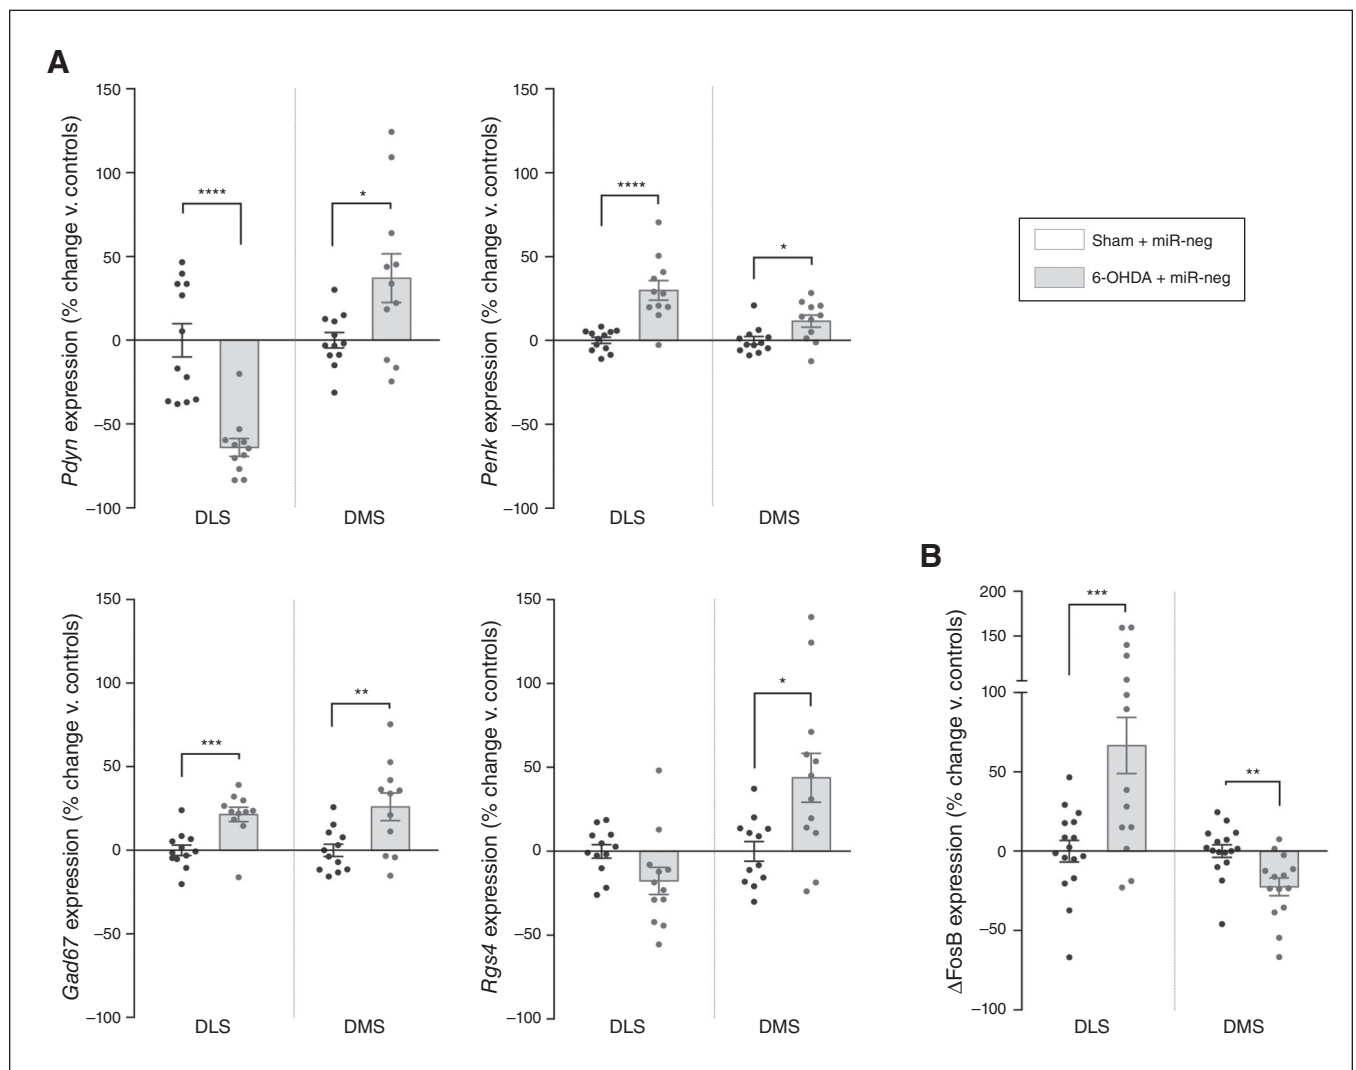 A
150
100
50
0
–50
–100
Pdyn expression (% change v. controls)
****
*
DLS
DMS
150
100
50
0
–50
–100
Penk expression (% change v. controls)
****
*
DLS
DMS
Sham + miR-neg
6-OHDA + miR-neg
150
100
50
0
–50
–100
Gad67 expression (% change v. controls)
***
**
DLS
DMS
150
100
50
0
–50
–100
Rgs4 expression (% change v. controls)
*
DLS
DMS
B
200
150
100
50
0
–50
–100
ΔFosB expression (% change v. controls)
***
**
DLS
DMS